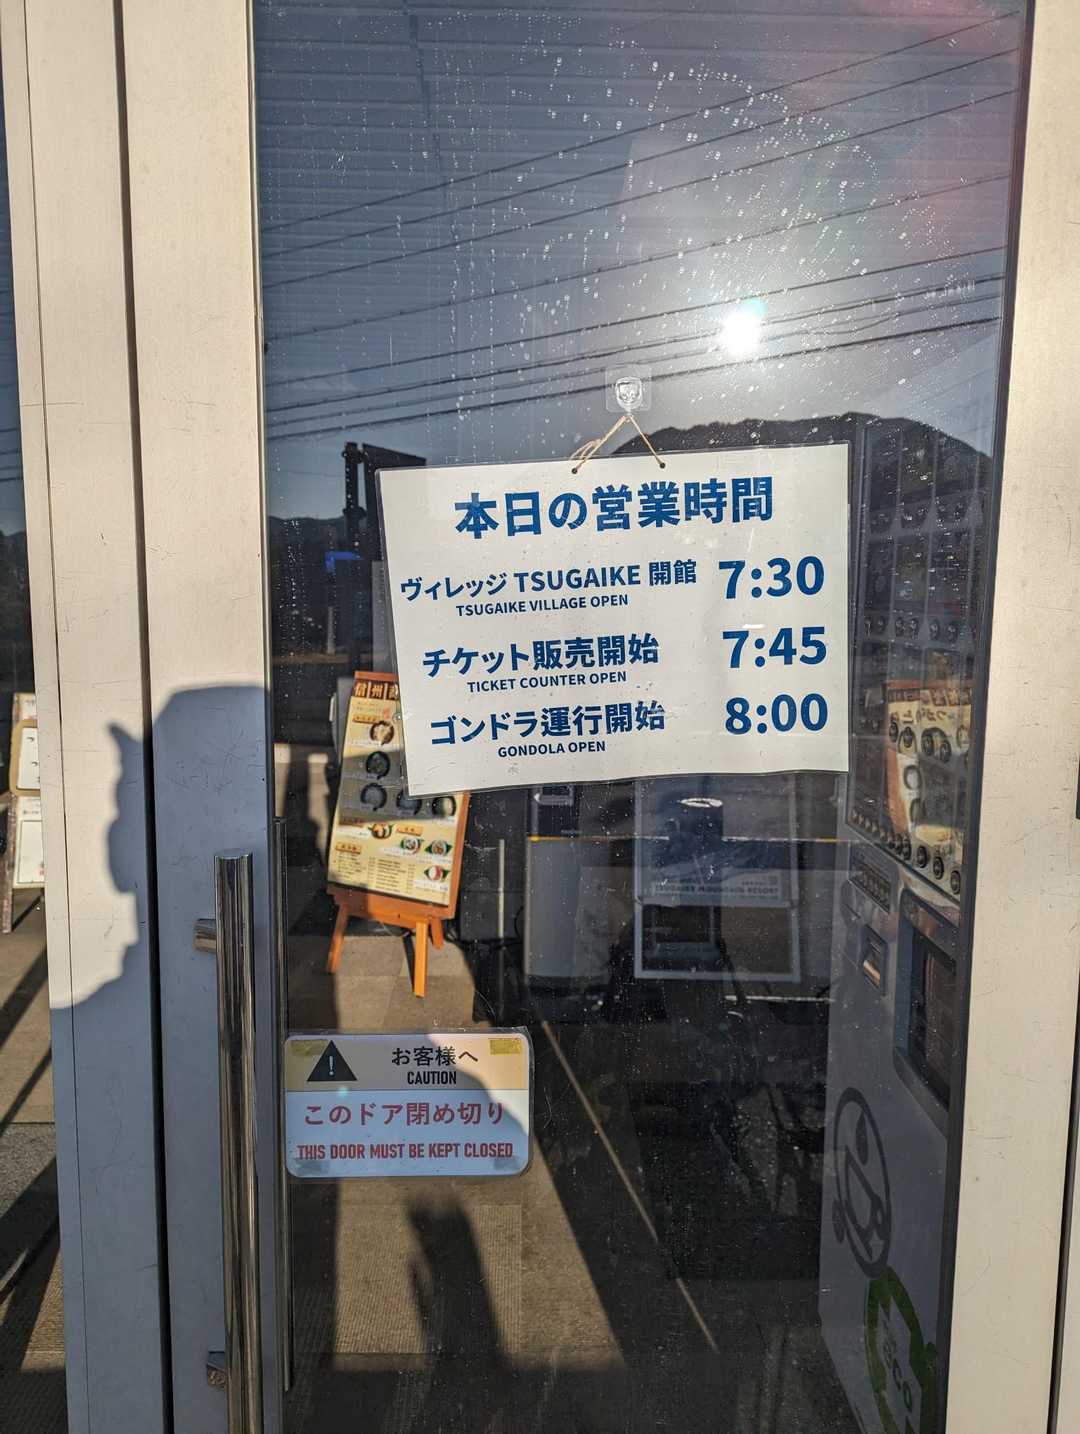 本日の営業時間
ヴィレッジ TSUGAIKE 開館 7:30
TSUGAIKE VILLAGE OPEN
チケット販売開始 7:45
TICKET COUNTER OPEN
ゴンドラ運行開始 8:00
GONDOLA OPEN
信州
お客様へ
CAUTION
このドア閉め切り
THIS DOOR MUST BE KEPT CLOSED